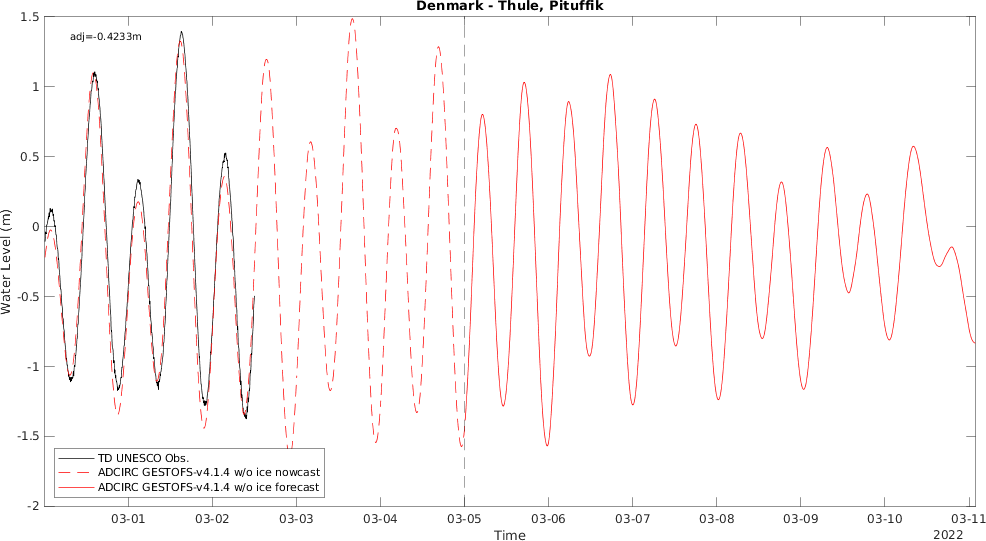 Denmark - Thule, Pituffik
adj=-0.4233m
1.5
1
0.5
0
-0.5
-1
-1.5
-2
Water Level (m)
TD UNESCO Obs.
ADCIRC GESTOFS-v4.1.4 w/o ice nowcast
ADCIRC GESTOFS-v4.1.4 w/o ice forecast
03-01 03-02 03-03 03-04 03-05 03-06 03-07 03-08 03-09 03-10 03-11
Time
2022